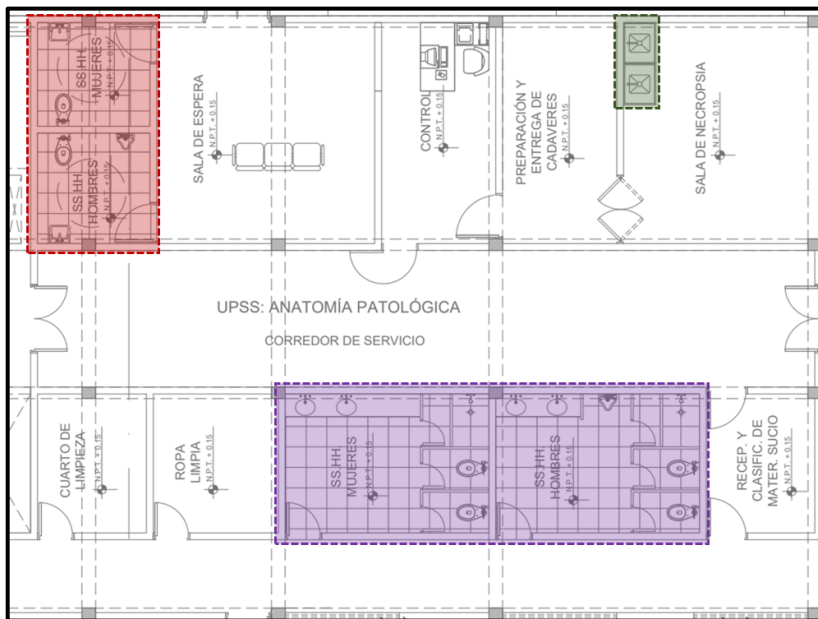 SS.HH.
MUJERES
N.P.T. + 0.15
SS.HH.
HOMBRES
N.P.T. + 0.15
SALA DE ESPERA
N.P.T. + 0.15
CONTROL
N.P.T. + 0.15
PREPARACIÓN Y
ENTREGA DE
CADAVERES
N.P.T. + 0.15
SALA DE NECROPSIA
N.P.T. + 0.15
UPSS: ANATOMÍA PATOLÓGICA
CORREDOR DE SERVICIO
CUARTO DE
LIMPIEZA
N.P.T. + 0.15
ROPA
LIMPIA
N.P.T. + 0.15
SS.HH.
MUJERES
N.P.T. + 0.15
SS.HH.
HOMBRES
N.P.T. + 0.15
RECEP. Y
CLASIFIC. DE
MATER. SUCIO
N.P.T. + 0.15